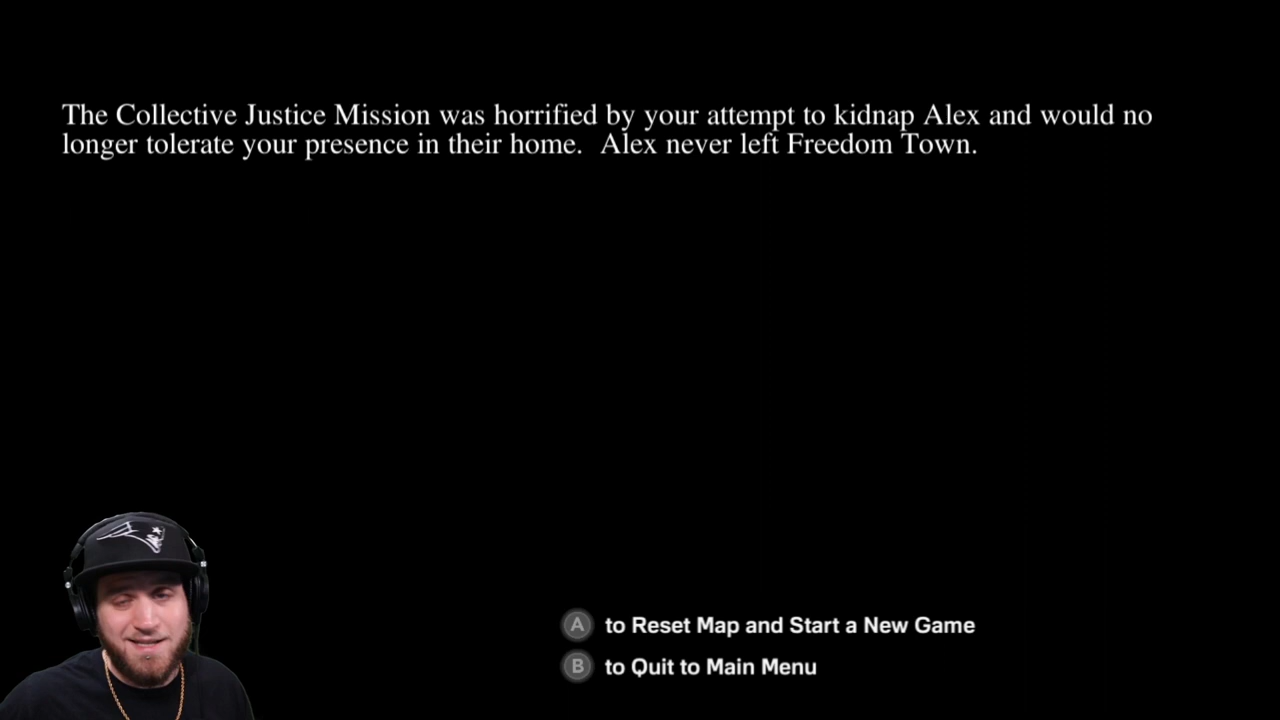 The Collective Justice Mission was horrified by your attempt to kidnap Alex and would no
longer tolerate your presence in their home.  Alex never left Freedom Town.
A to Reset Map and Start a New Game
B to Quit to Main Menu